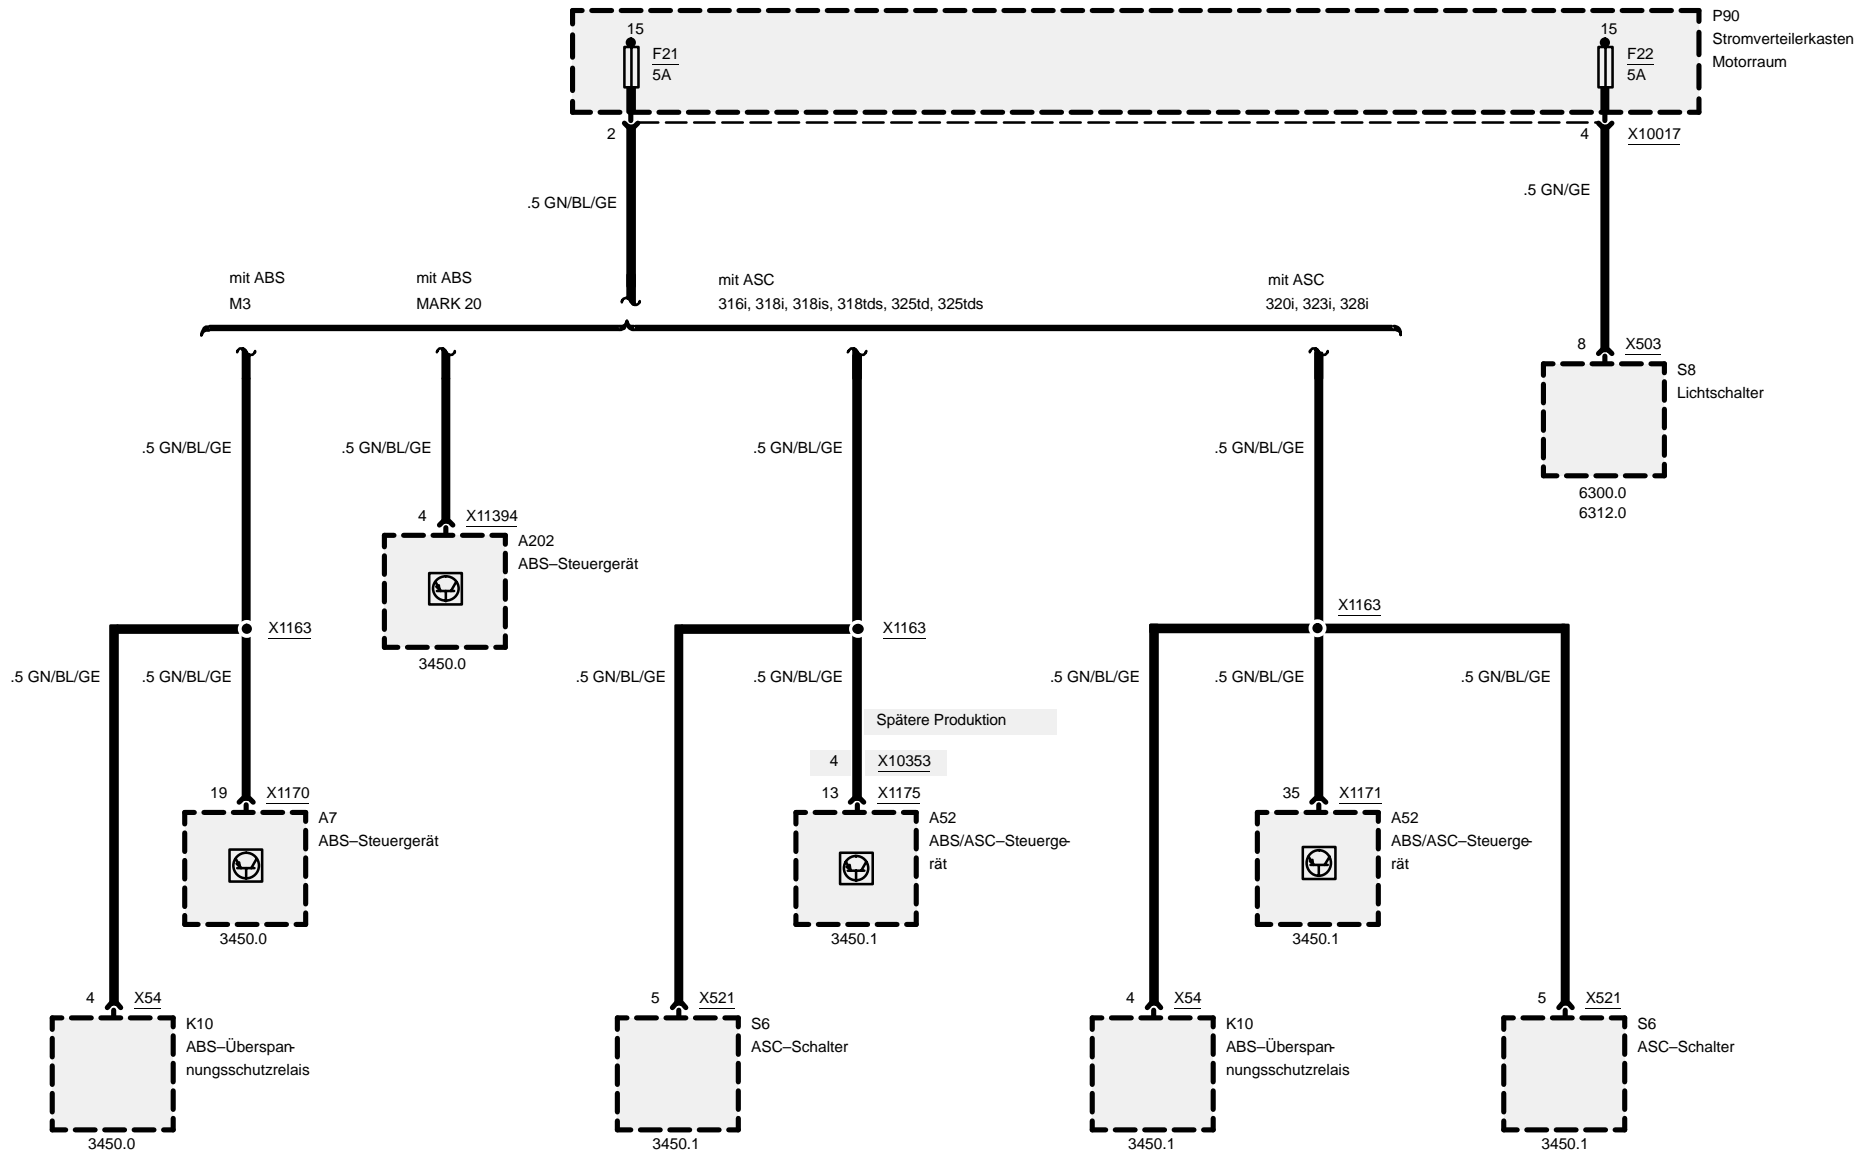 P90
Stromverteilerkasten
Motorraum
15
F21
5A
15
F22
5A
2
4
X10017
.5 GN/BL/GE
.5 GN/GE
mit ABS
M3
mit ABS
MARK 20
mit ASC
316i, 318i, 318is, 318tds, 325td, 325tds
mit ASC
320i, 323i, 328i
8
X503
S8
Lichtschalter
6300.0
6312.0
.5 GN/BL/GE
.5 GN/BL/GE
.5 GN/BL/GE
.5 GN/BL/GE
4
X11394
A202
ABS–Steuergerät
3450.0
X1163
X1163
X1163
.5 GN/BL/GE
.5 GN/BL/GE
.5 GN/BL/GE
.5 GN/BL/GE
.5 GN/BL/GE
.5 GN/BL/GE
.5 GN/BL/GE
Spätere Produktion
4
X10353
19
X1170
13
X1175
35
X1171
A7
ABS–Steuergerät
3450.0
A52
ABS/ASC–Steuerge-
rät
3450.1
A52
ABS/ASC–Steuerge-
rät
3450.1
4
X54
K10
ABS–Überspan-
nungsschutzrelais
3450.0
5
X521
S6
ASC–Schalter
3450.1
4
X54
K10
ABS–Überspan-
nungsschutzrelais
3450.1
5
X521
S6
ASC–Schalter
3450.1